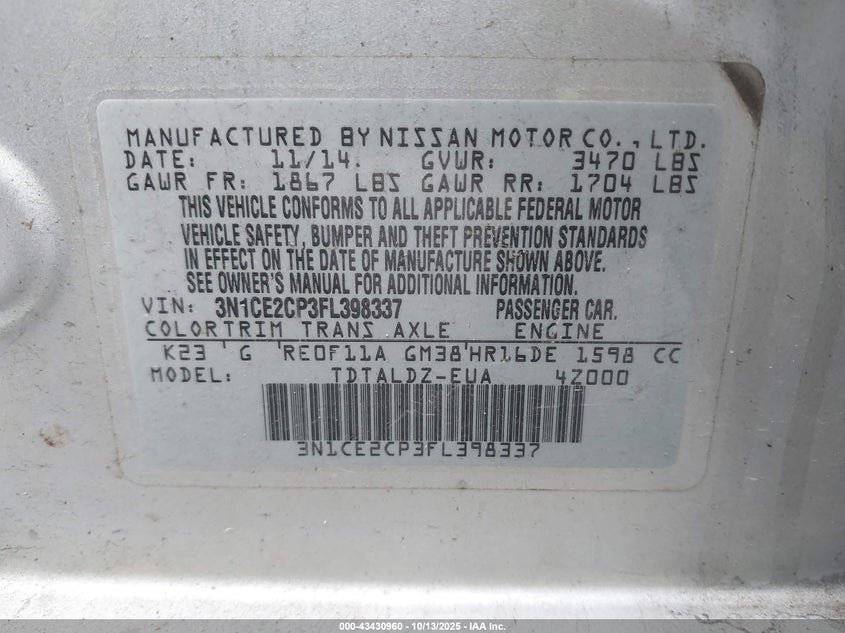 MANUFACTURED BY NISSAN MOTOR CO., LTD.
DATE: 11/14. GVWR: 3470 LBS
GAWR FR: 1867 LBS GAWR RR: 1704 LBS
THIS VEHICLE CONFORMS TO ALL APPLICABLE FEDERAL MOTOR
VEHICLE SAFETY, BUMPER AND THEFT PREVENTION STANDARDS
IN EFFECT ON THE DATE OF MANUFACTURE SHOWN ABOVE.
SEE OWNER'S MANUAL FOR ADDITIONAL INFORMATION.
VIN: 3N1CE2CP3FL398337 PASSENGER CAR.
COLORTRIM TRANS AXLE ENGINE
K23 'G 'RE0F11A GM38'HR16DE 1598 CC
MODEL: TDTALDZ-EUA 4Z000
3N1CE2CP3FL398337
000-43430960 - 10/13/2025 - IAA Inc.